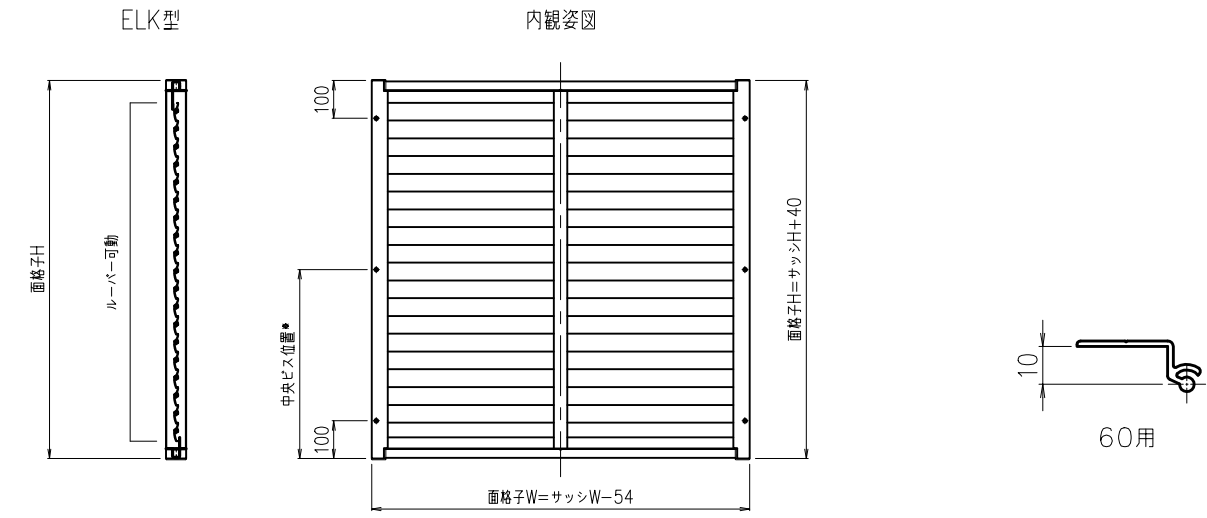 ELK型
内観姿図
面格子H
ルーバー可動
100
中央ビス位置*
100
面格子H=サッシH+40
面格子W=サッシW-54
10
60用